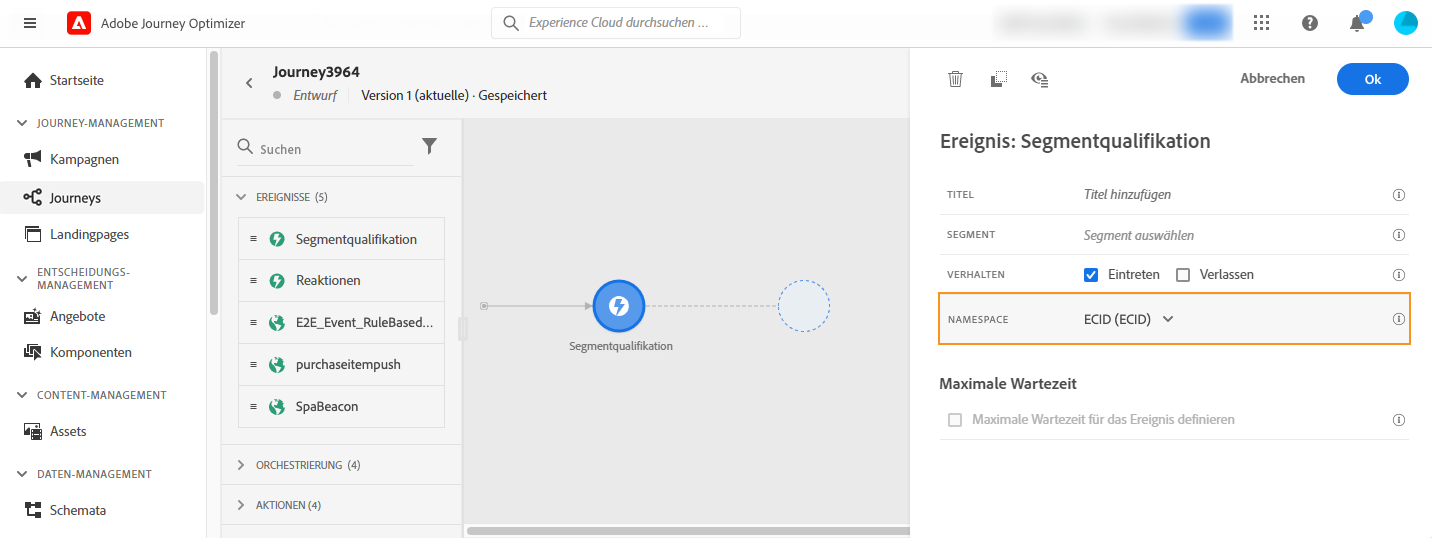 Adobe Journey Optimizer
Experience Cloud durchsuchen ...
Startseite
JOURNEY-MANAGEMENT
Kampagnen
Journeys
Landingpages
ENTSCHEIDUNGS-
MANAGEMENT
Angebote
Komponenten
CONTENT-MANAGEMENT
Assets
DATEN-MANAGEMENT
Schemata
Journey3964
Entwurf
Version 1 (aktuelle) · Gespeichert
Suchen
EREIGNISSE (5)
Segmentqualifikation
Reaktionen
E2E_Event_RuleBased...
purchaseitempush
SpaBeacon
ORCHESTRIERUNG (4)
AKTIONEN (4)
Segmentqualifikation
Abbrechen
Ok
Ereignis: Segmentqualifikation
TITEL Titel hinzufügen
SEGMENT Segment auswählen
VERHALTEN Eintreten Verlassen
NAMESPACE ECID (ECID)
Maximale Wartezeit
Maximale Wartezeit für das Ereignis definieren